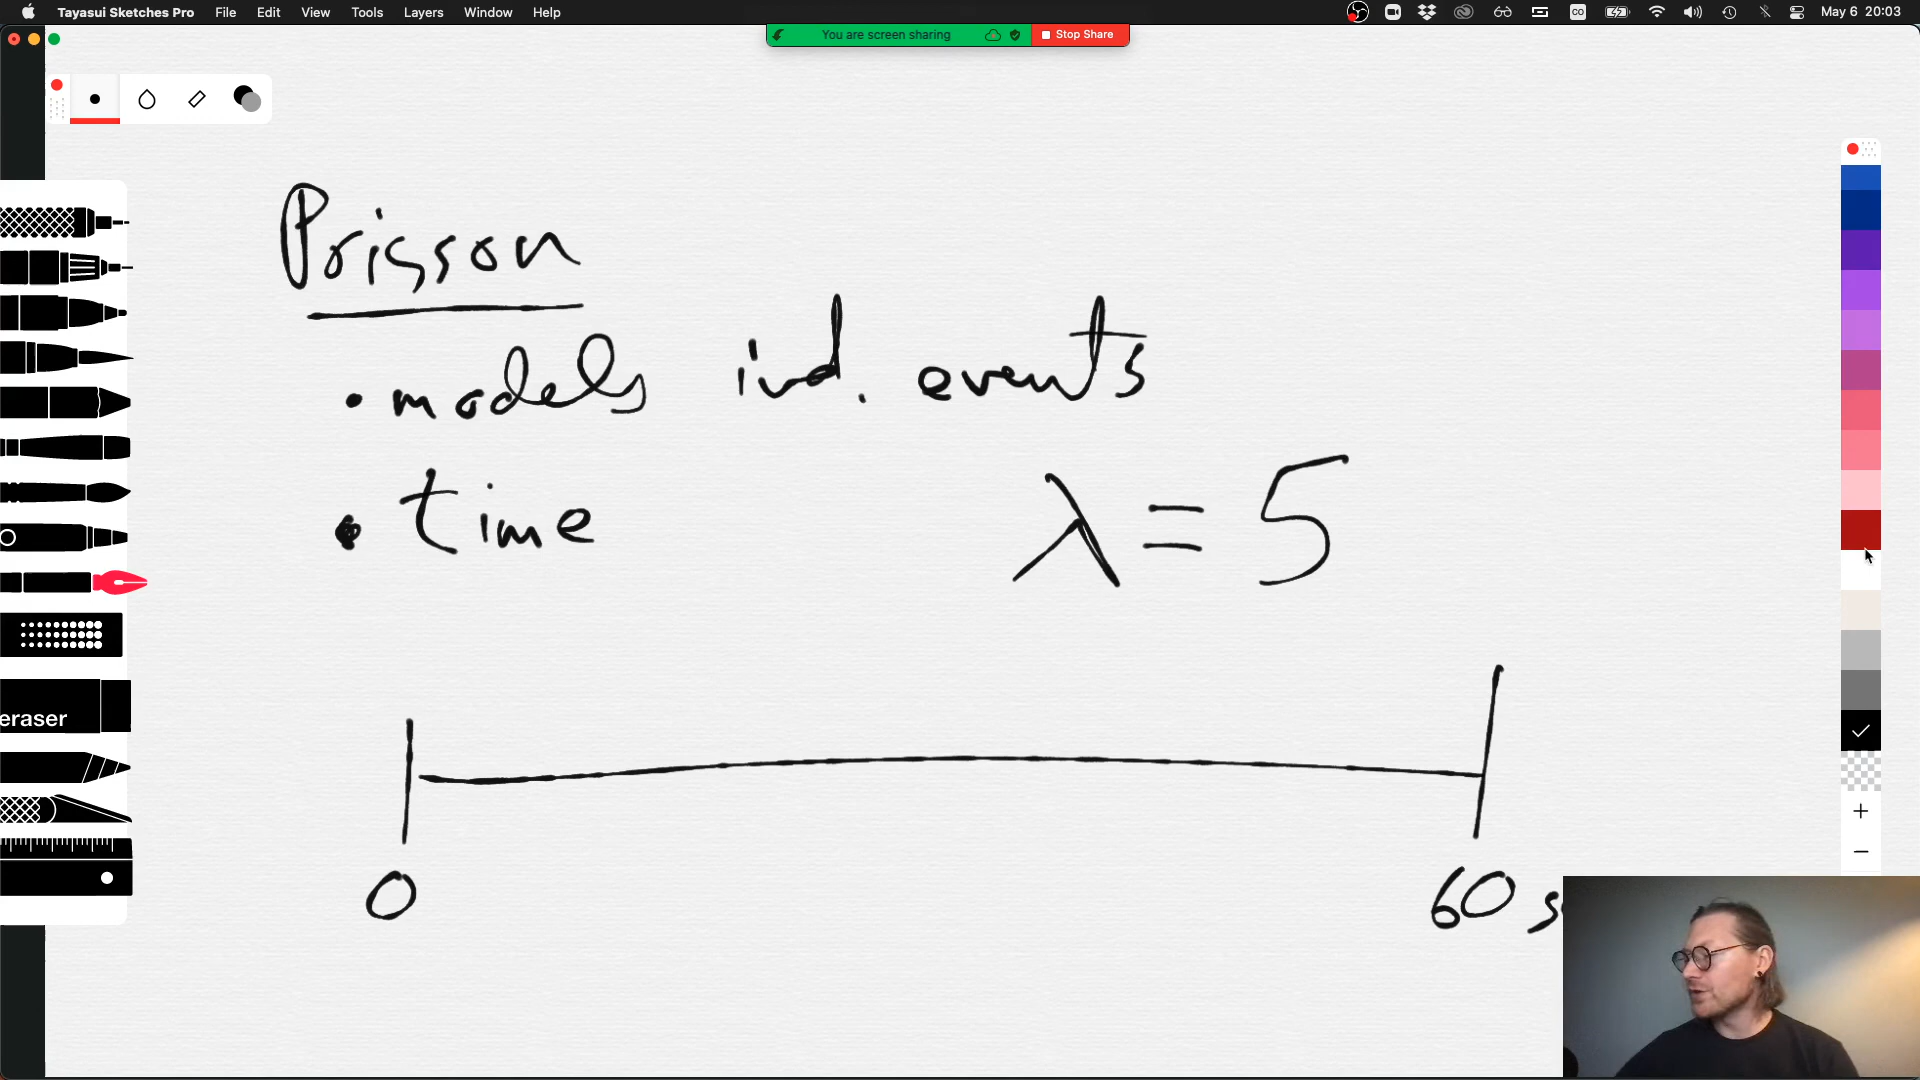 Tayasui Sketches Pro File Edit View Tools Layers Window Help
May 6 20:03
You are screen sharing
Stop Share
Poisson
• models ind. events
• time
λ = 5
eraser
0
60 s